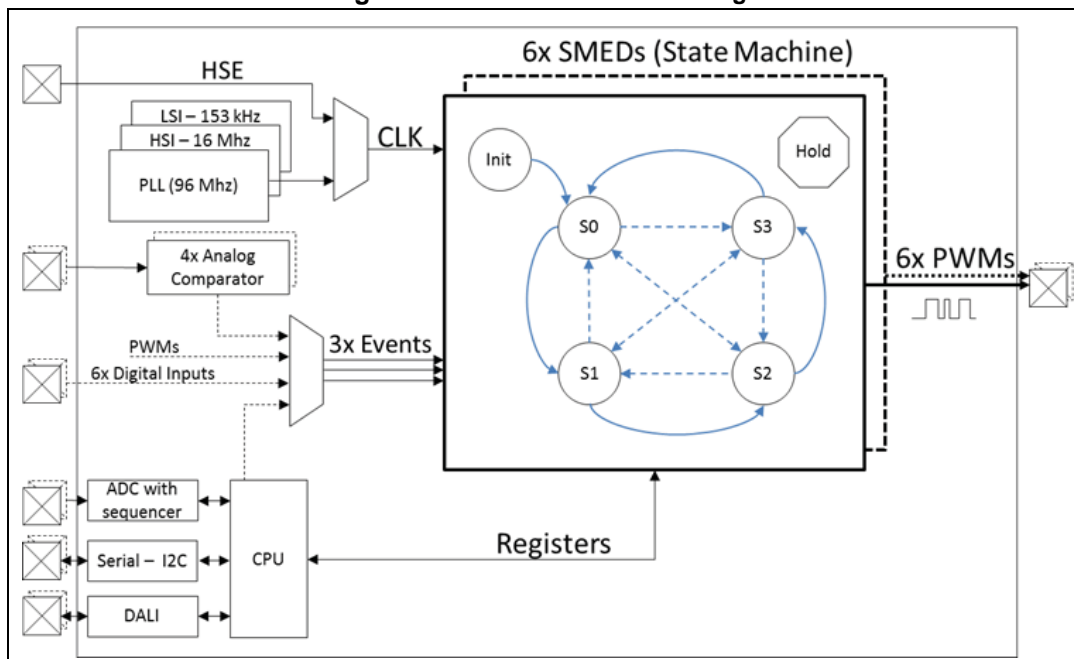 6x SMEDs (State Machine)
HSE
LSI – 153 kHz
HSI – 16 Mhz
PLL (96 Mhz)
CLK
Init
Hold
S0
S3
S1
S2
4x Analog
Comparator
PWMs
6x Digital Inputs
3x Events
6x PWMs
ADC with
sequencer
Serial – I2C
DALI
CPU
Registers